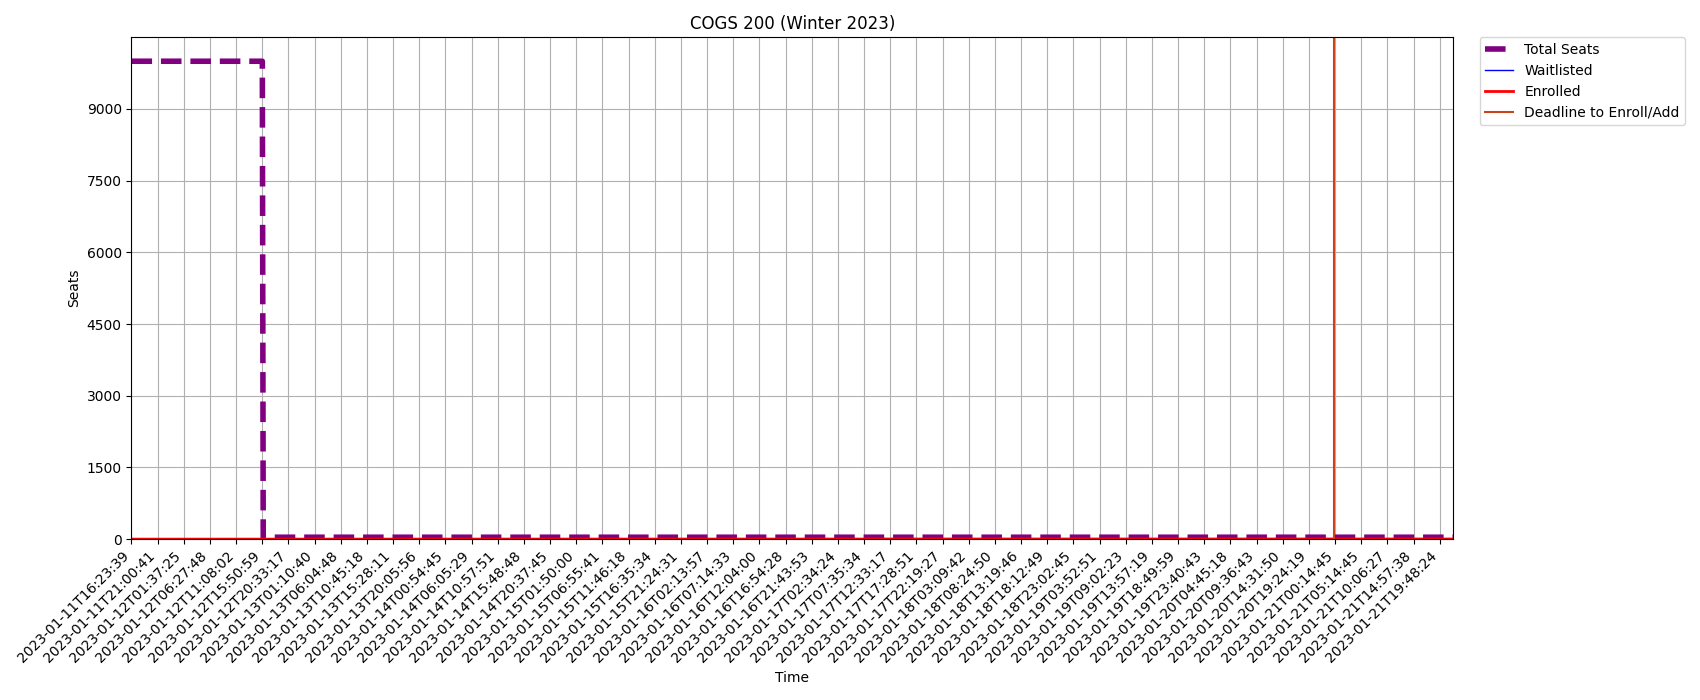 COGS 200 (Winter 2023)
Total Seats
Waitlisted
Enrolled
Deadline to Enroll/Add
Seats
9000
7500
6000
4500
3000
1500
0
2023-01-11T16:23:39
2023-01-11T21:00:41
2023-01-12T01:37:25
2023-01-12T06:27:48
2023-01-12T11:08:02
2023-01-12T15:50:59
2023-01-12T20:33:17
2023-01-13T01:10:40
2023-01-13T06:04:48
2023-01-13T10:45:18
2023-01-13T15:28:11
2023-01-13T20:05:56
2023-01-14T00:54:45
2023-01-14T06:05:29
2023-01-14T10:57:51
2023-01-14T15:48:48
2023-01-14T20:37:45
2023-01-15T01:50:00
2023-01-15T06:55:41
2023-01-15T11:46:18
2023-01-15T16:35:34
2023-01-15T21:24:31
2023-01-16T02:13:57
2023-01-16T07:14:33
2023-01-16T12:04:00
2023-01-16T16:54:28
2023-01-16T21:43:53
2023-01-17T02:34:24
2023-01-17T07:35:34
2023-01-17T12:33:17
2023-01-17T17:28:51
2023-01-17T22:19:27
2023-01-18T03:09:42
2023-01-18T08:24:50
2023-01-18T13:19:46
2023-01-18T18:12:49
2023-01-18T23:02:45
2023-01-19T03:52:51
2023-01-19T09:02:23
2023-01-19T13:57:19
2023-01-19T18:49:59
2023-01-19T23:40:43
2023-01-20T04:45:18
2023-01-20T09:36:43
2023-01-20T14:31:50
2023-01-20T19:24:19
2023-01-21T00:14:45
2023-01-21T05:14:45
2023-01-21T10:06:27
2023-01-21T14:57:38
2023-01-21T19:48:24
Time